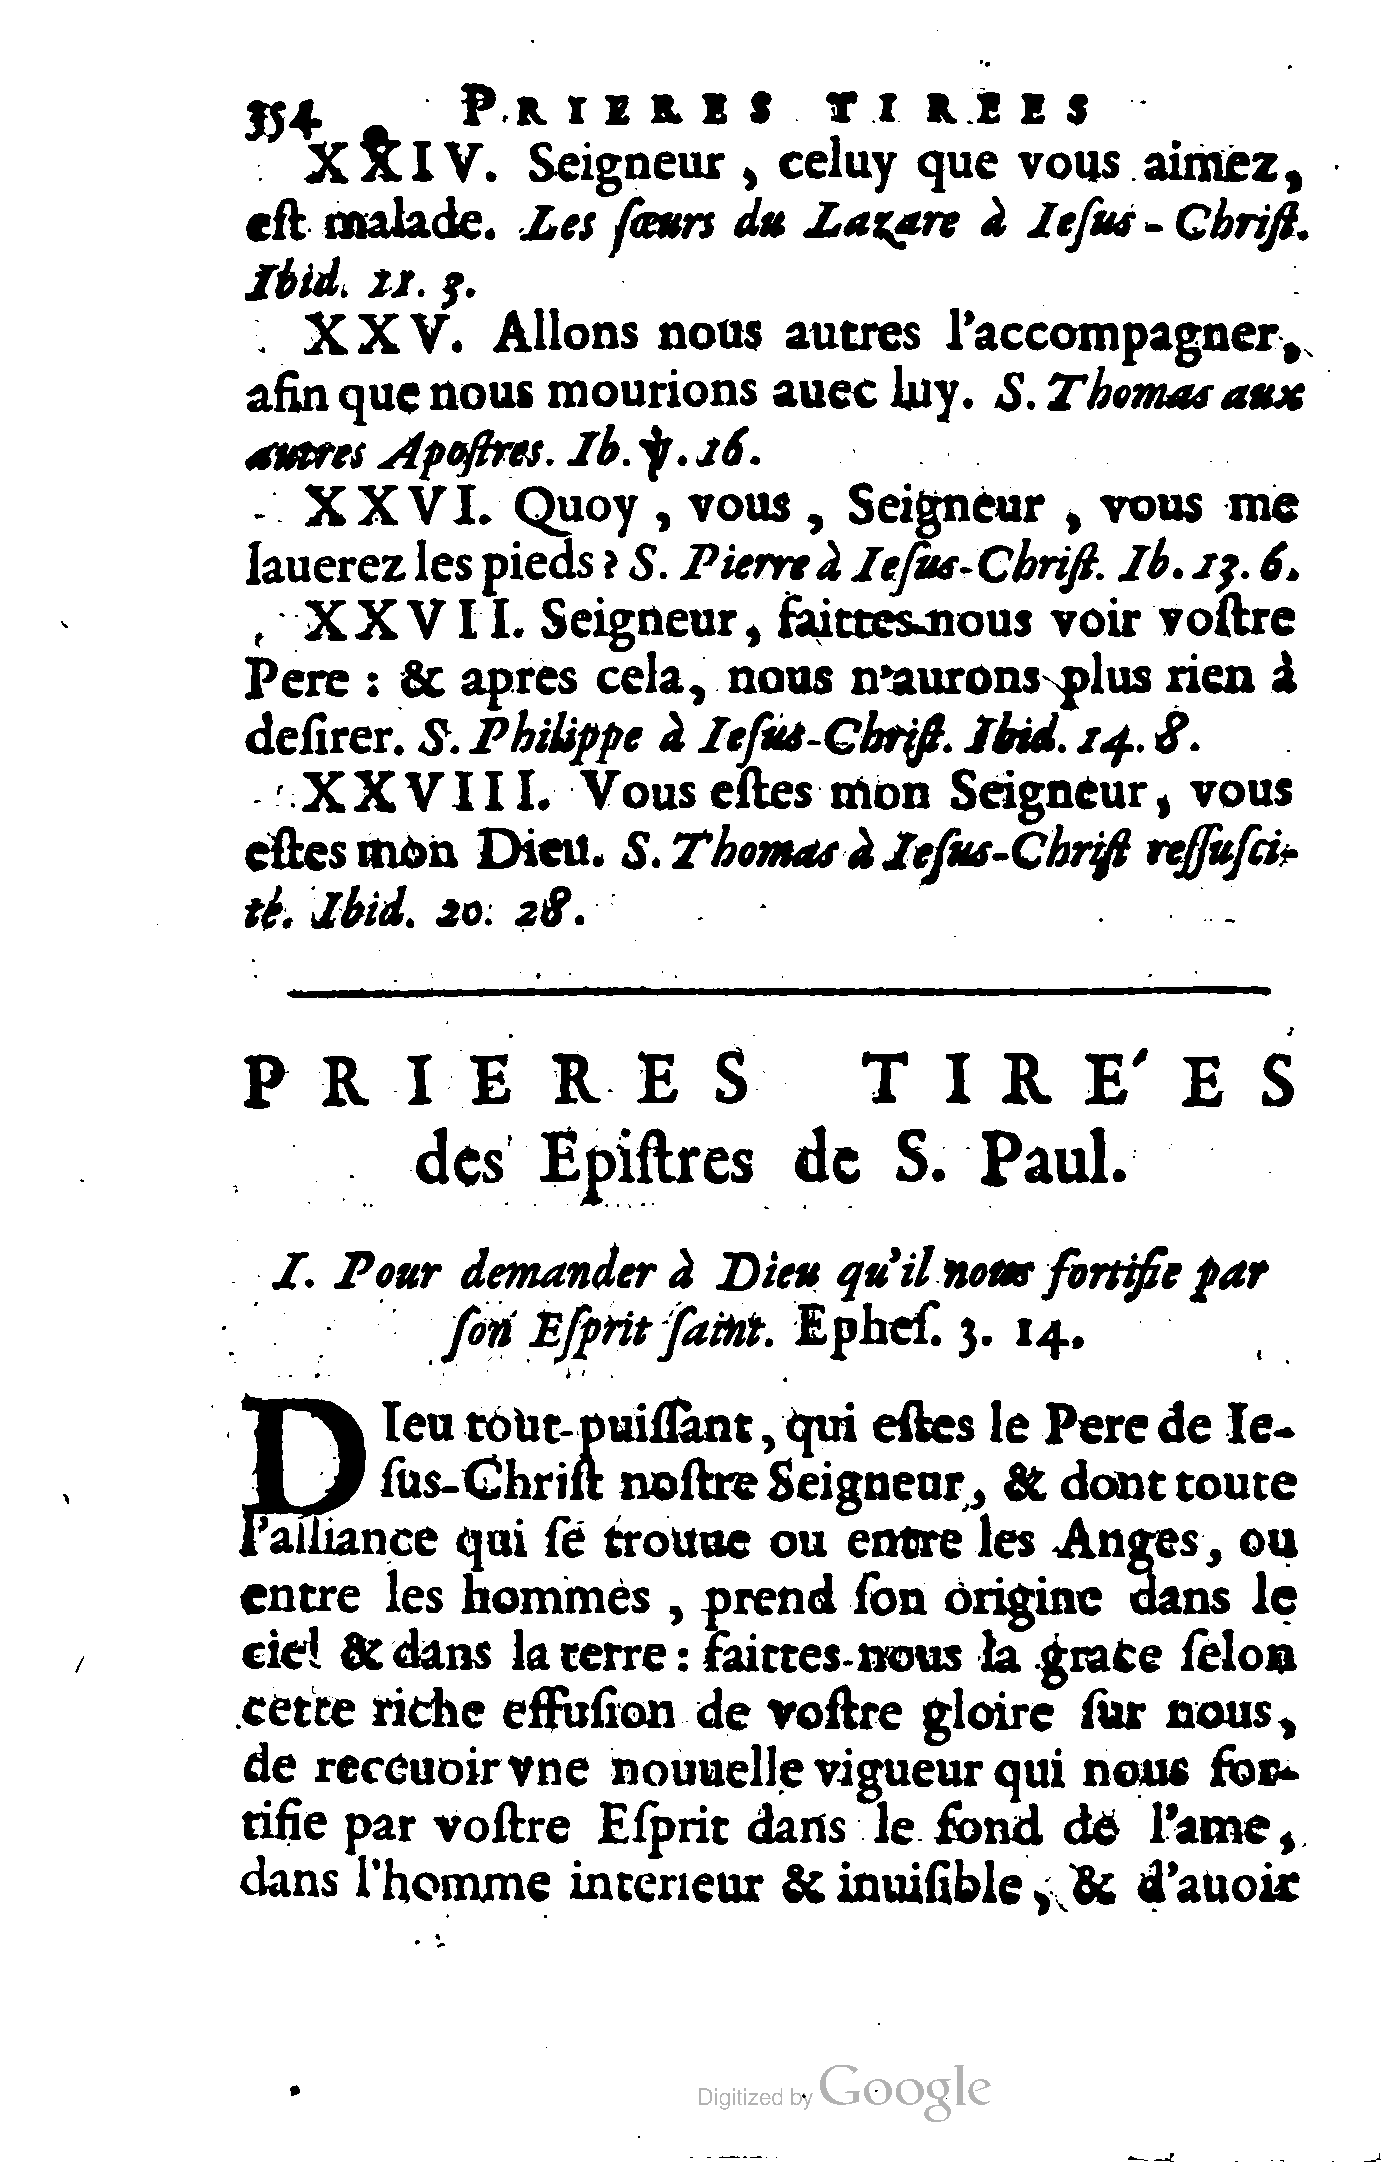 354 PRIERES TIREES
XXIV. Seigneur, celuy que vous aimez,
eſt malade. Les ſœurs du Lazare à Ieſus-Chriſt.
Ibid. 11. 3.
XXV. Allons nous autres l'accompagner,
afin que nous mourions auec luy. S. Thomas aux
autres Apoſtres. Ib. ℣. 16.
XXVI. Quoy, vous, Seigneur, vous me
lauerez les pieds? S. Pierre à Ieſus-Chriſt. Ib. 13. 6.
XXVII. Seigneur, faittes-nous voir voſtre
Pere : & apres cela, nous n'aurons plus rien à
deſirer. S. Philippe à Ieſus-Chriſt. Ibid. 14. 8.
XXVIII. Vous eſtes mon Seigneur, vous
eſtes mon Dieu. S. Thomas à Ieſus-Chriſt reſſuſci-
té. Ibid. 20. 28.
PRIERES TIRE'ES
des Epiſtres de S. Paul.
I. Pour demander à Dieu qu'il nous fortifie par
ſon Eſprit ſaint. Epheſ. 3. 14.
DIeu tout-puiſſant, qui eſtes le Pere de Ie-
ſus-Chriſt noſtre Seigneur, & dont toute
l'alliance qui ſe trouue ou entre les Anges, ou
entre les hommes, prend ſon origine dans le
ciel & dans la terre : faittes-nous la grace ſelon
cette riche effuſion de voſtre gloire ſur nous,
de receuoir vne nouuelle vigueur qui nous for-
tifie par voſtre Eſprit dans le fond de l'ame,
dans l'homme interieur & inuiſible, & d'auoir
Digitized by Google